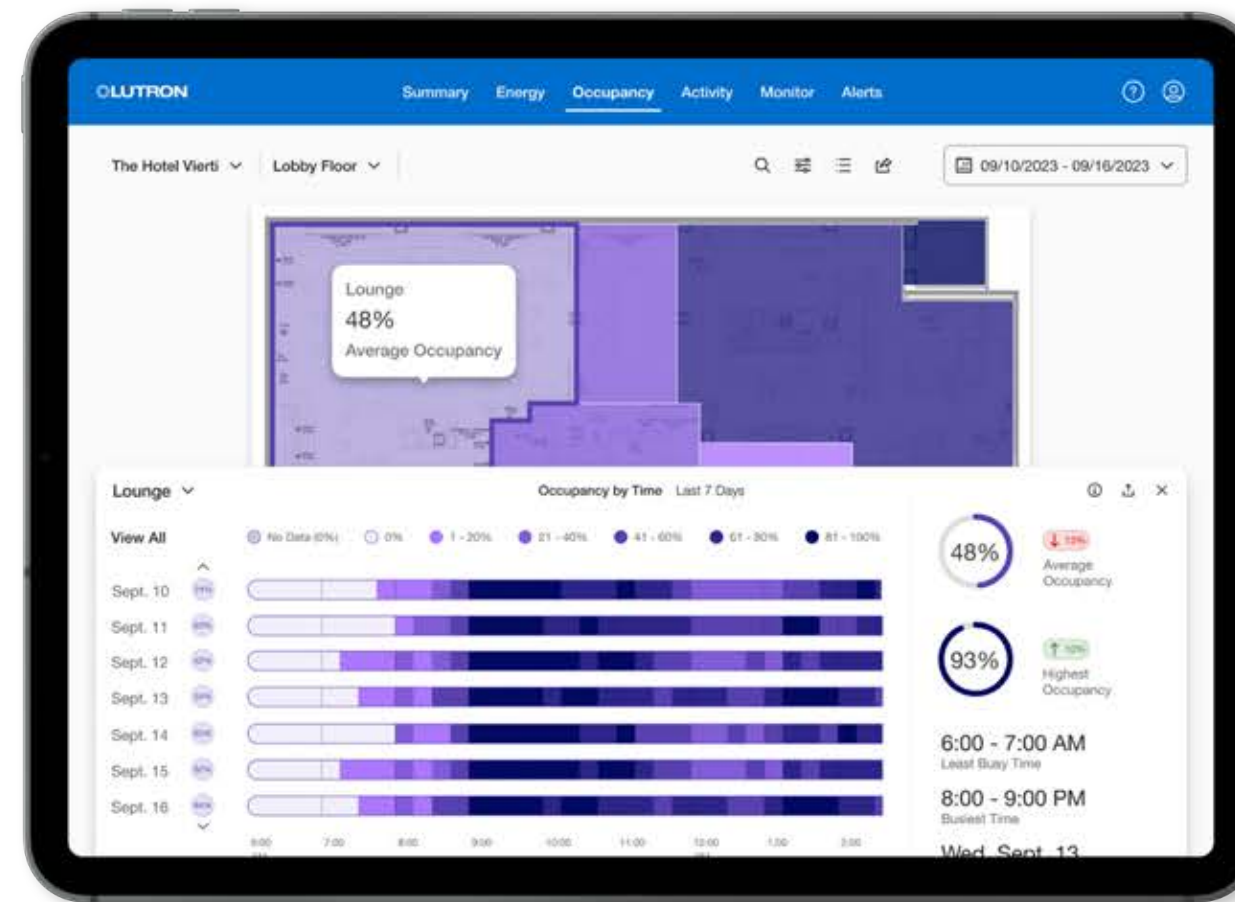 LUTRON
Summary Energy Occupancy Activity Monitor Alerts
The Hotel Vierti
Lobby Floor
09/10/2023 - 09/16/2023
Lounge
48%
Average Occupancy
Lounge
Occupancy by Time Last 7 Days
View All
No Data (0%) 0% 1 - 20% 21 - 40% 41 - 60% 61 - 80% 81 - 100%
Sept. 10
Sept. 11
Sept. 12
Sept. 13
Sept. 14
Sept. 15
Sept. 16
6:00 7:00 8:00 9:00 10:00 11:00 12:00 1:00 2:00
48%
Average
Occupancy
93%
10%
Highest
Occupancy
6:00 - 7:00 AM
Least Busy Time
8:00 - 9:00 PM
Busiest Time
Wed. Sept. 13